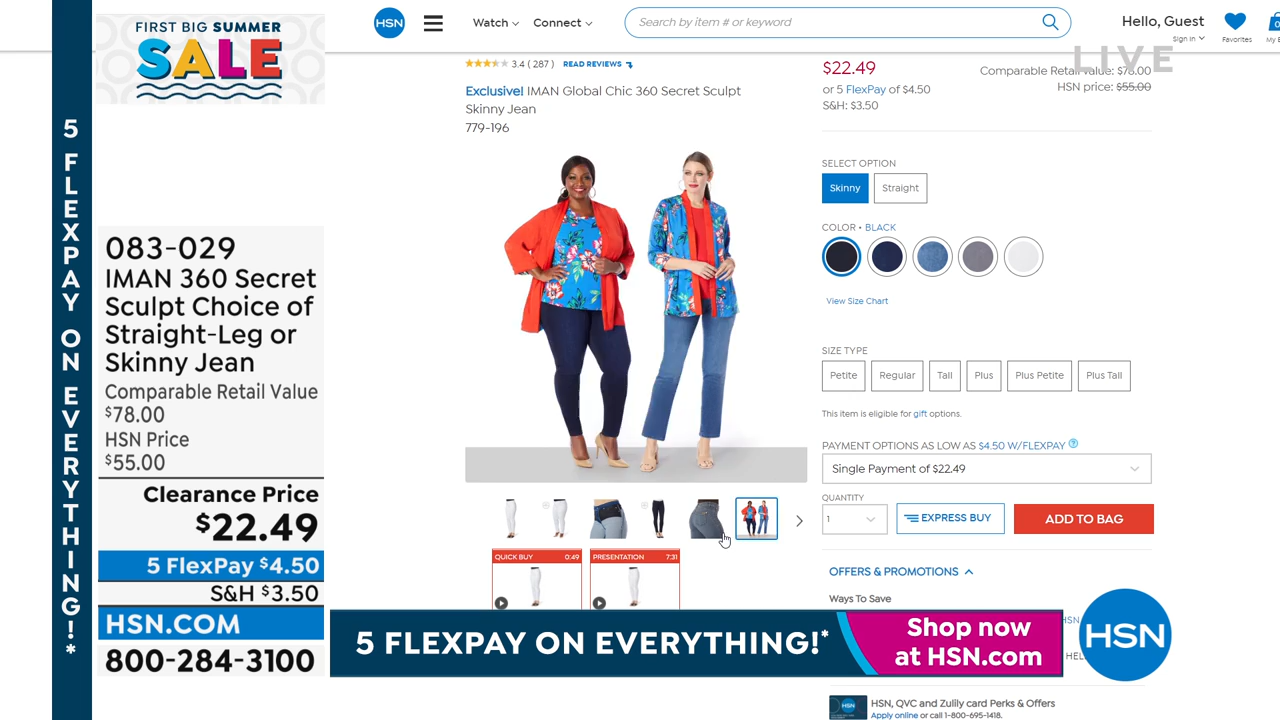 FIRST BIG SUMMER
SALE
5 FLEXPAY ON EVERYTHING!*
083-029
IMAN 360 Secret
Sculpt Choice of
Straight-Leg or
Skinny Jean
Comparable Retail Value
$78.00
HSN Price
$55.00
Clearance Price
$22.49
5 FlexPay $4.50
S&H $3.50
HSN.COM
800-284-3100
HSN
Watch
Connect
Search by item # or keyword
Hello, Guest
Sign In
Favorites
0
My B
LIVE
3.4 ( 287 ) READ REVIEWS
Exclusive! IMAN Global Chic 360 Secret Sculpt
Skinny Jean
779-196
$22.49
or 5 FlexPay of $4.50
S&H: $3.50
Comparable Retail Value: $78.00
HSN price: $55.00
SELECT OPTION
Skinny
Straight
COLOR • BLACK
View Size Chart
SIZE TYPE
Petite
Regular
Tall
Plus
Plus Petite
Plus Tall
This item is eligible for gift options.
PAYMENT OPTIONS AS LOW AS $4.50 W/FLEXPAY ?
Single Payment of $22.49
QUANTITY
1
EXPRESS BUY
ADD TO BAG
QUICK BUY 0:49
PRESENTATION 7:31
OFFERS & PROMOTIONS
Ways To Save
HSN
HEL
5 FLEXPAY ON EVERYTHING!*
Shop now
at HSN.com
HSN
HSN
HSN, QVC and Zulily card Perks & Offers
Apply online or call 1-800-695-1418.